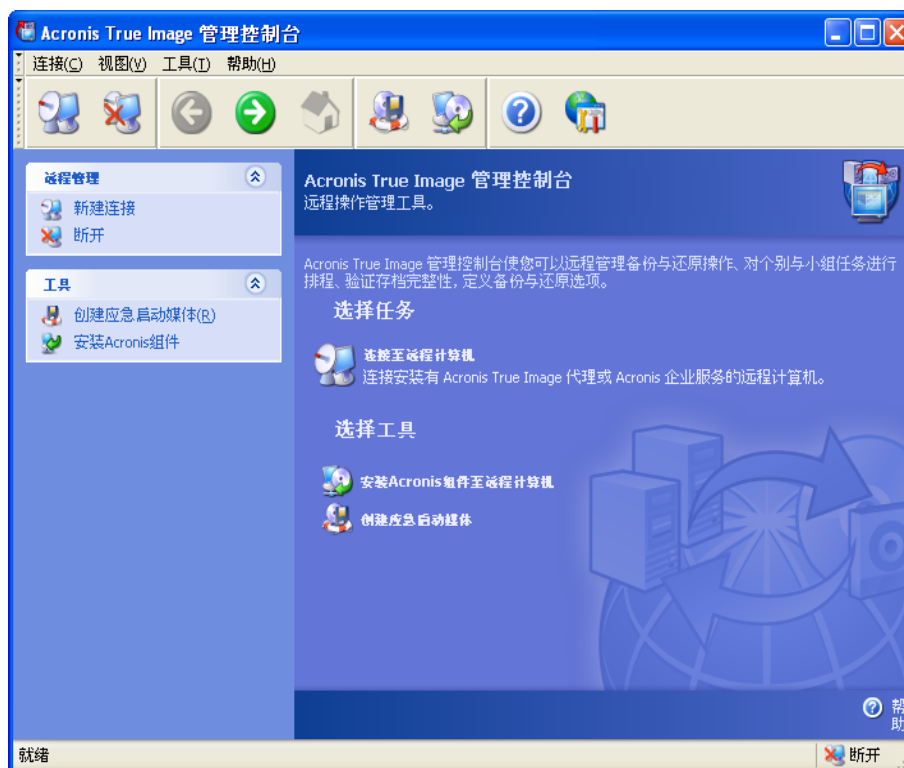 Acronis True Image 管理控制台
连接(C) 视图(V) 工具(T) 帮助(H)
远程管理
新建连接
断开
工具
创建应急启动媒体(R)
安装Acronis组件
Acronis True Image 管理控制台
远程操作管理工具。
Acronis True Image 管理控制台使您可以远程管理备份与还原操作、对个别与小组任务进行
排程、验证存档完整性，定义备份与还原选项。
选择任务
连接至远程计算机
连接安装有 Acronis True Image 代理或 Acronis 企业服务的远程计算机。
选择工具
安装Acronis组件至远程计算机
创建应急启动媒体
帮
助
就绪
断开